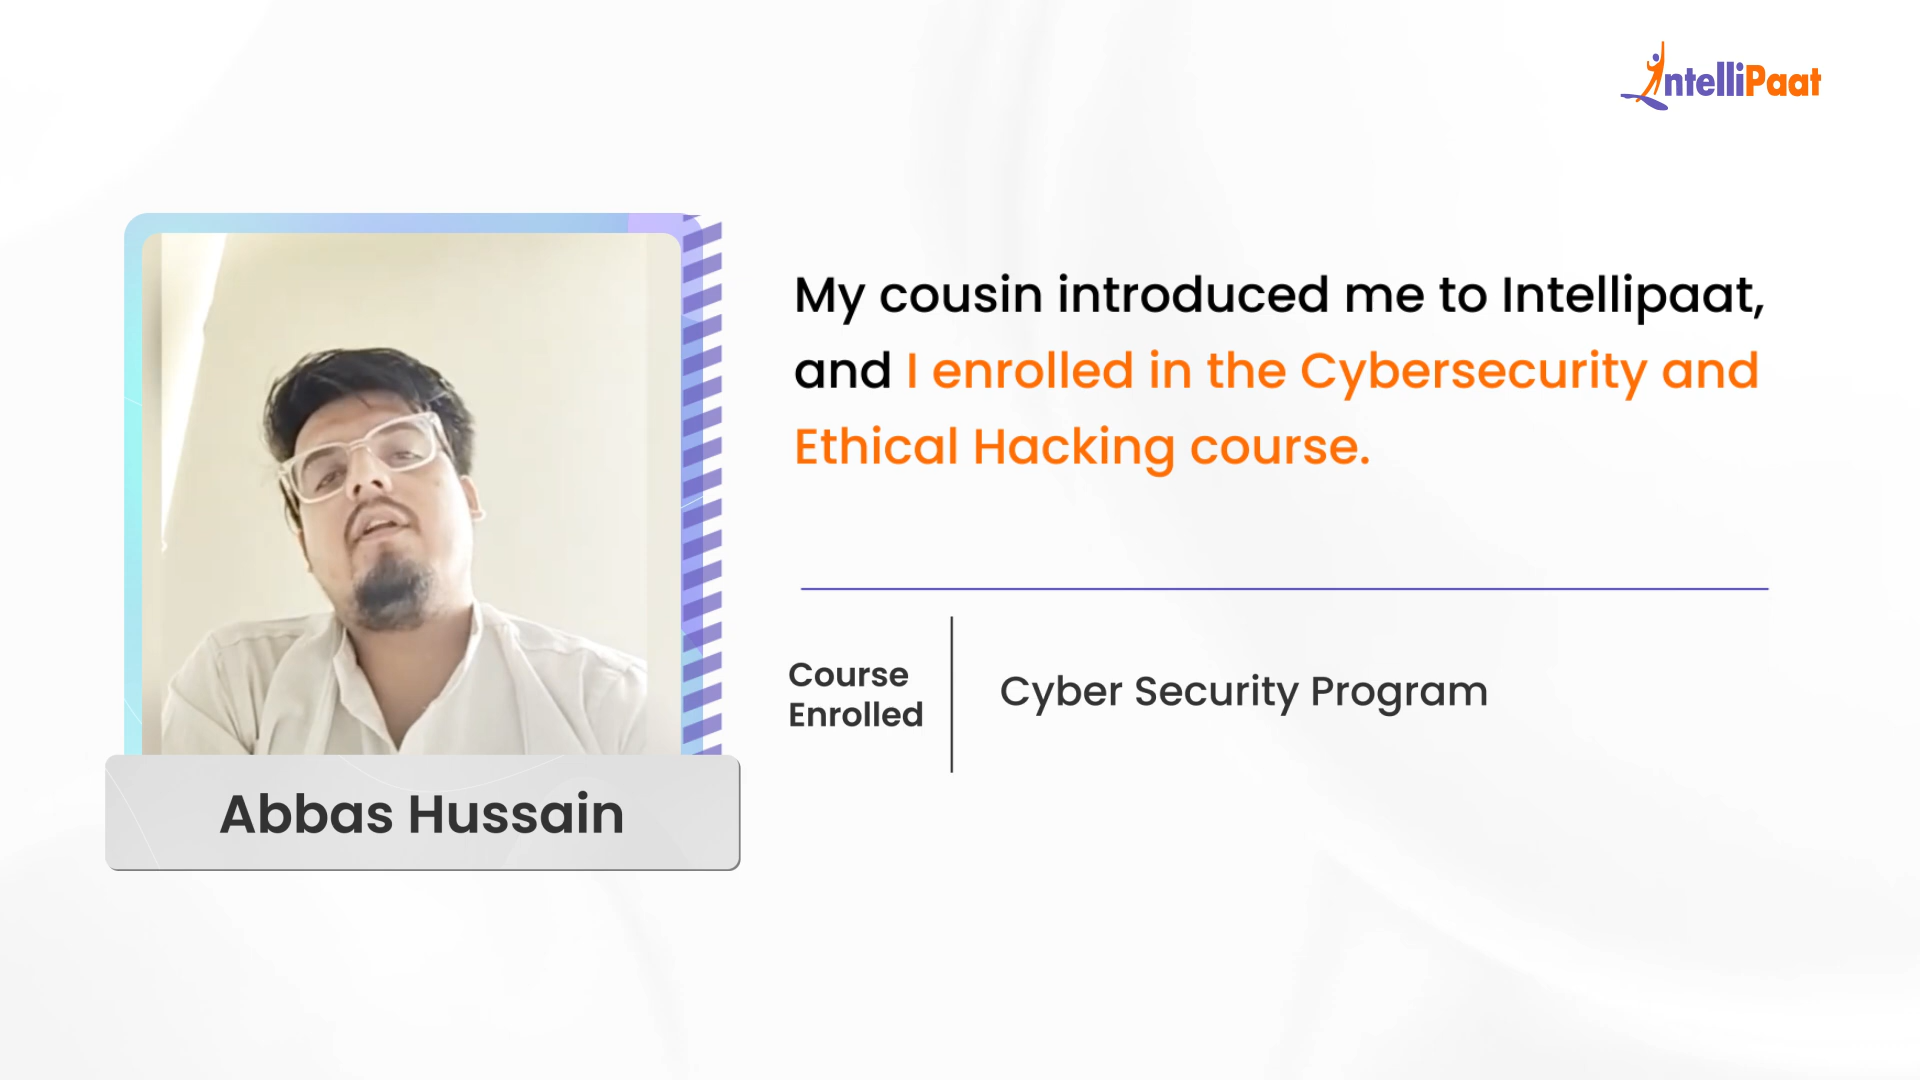 IntelliPaat
My cousin introduced me to Intellipaat,
and I enrolled in the Cybersecurity and
Ethical Hacking course.
Course
Enrolled
Cyber Security Program
Abbas Hussain